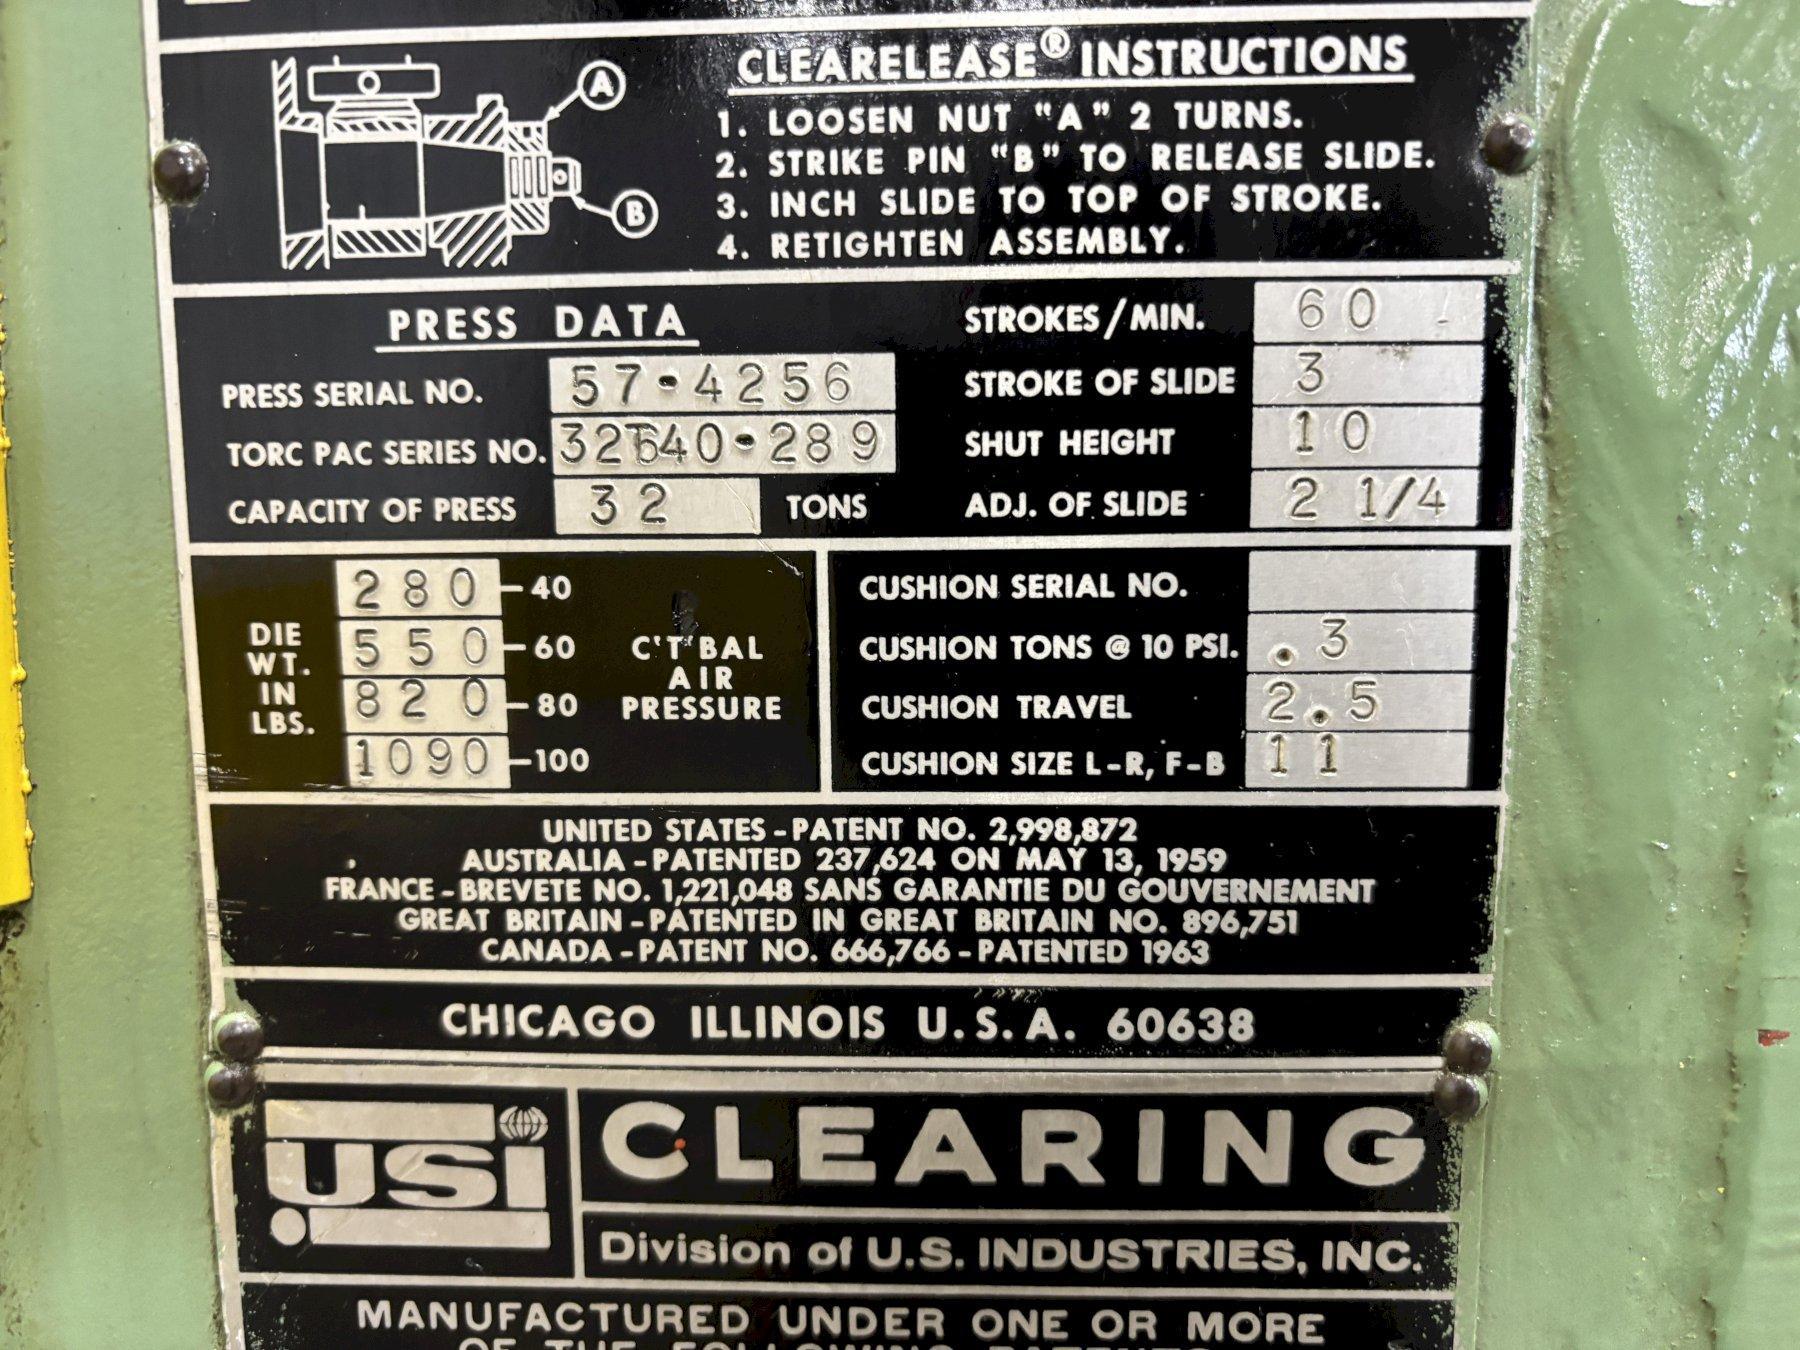 CLEARELEASE® INSTRUCTIONS
1. LOOSEN NUT "A" 2 TURNS.
2. STRIKE PIN "B" TO RELEASE SLIDE.
3. INCH SLIDE TO TOP OF STROKE.
4. RETIGHTEN ASSEMBLY.
A
B
PRESS DATA
PRESS SERIAL NO. 57-4256
TORC PAC SERIES NO. 32T640-289
CAPACITY OF PRESS 32 TONS
STROKES/MIN. 60
STROKE OF SLIDE 3
SHUT HEIGHT 10
ADJ. OF SLIDE 2 1/4
DIE WT. IN LBS.
280 - 40
550 - 60
820 - 80
1090 - 100
C'T'BAL
AIR
PRESSURE
CUSHION SERIAL NO.
CUSHION TONS @ 10 PSI. .3
CUSHION TRAVEL 2.5
CUSHION SIZE L-R, F-B 11
UNITED STATES - PATENT NO. 2,998,872
AUSTRALIA - PATENTED 237,624 ON MAY 13, 1959
FRANCE - BREVETE NO. 1,221,048 SANS GARANTIE DU GOUVERNEMENT
GREAT BRITAIN - PATENTED IN GREAT BRITAIN NO. 896,751
CANADA - PATENT NO. 666,766 - PATENTED 1963
CHICAGO ILLINOIS U.S.A. 60638
USI
CLEARING
Division of U.S. INDUSTRIES, INC.
MANUFACTURED UNDER ONE OR MORE
OF THE FOLLOWING PATENTS